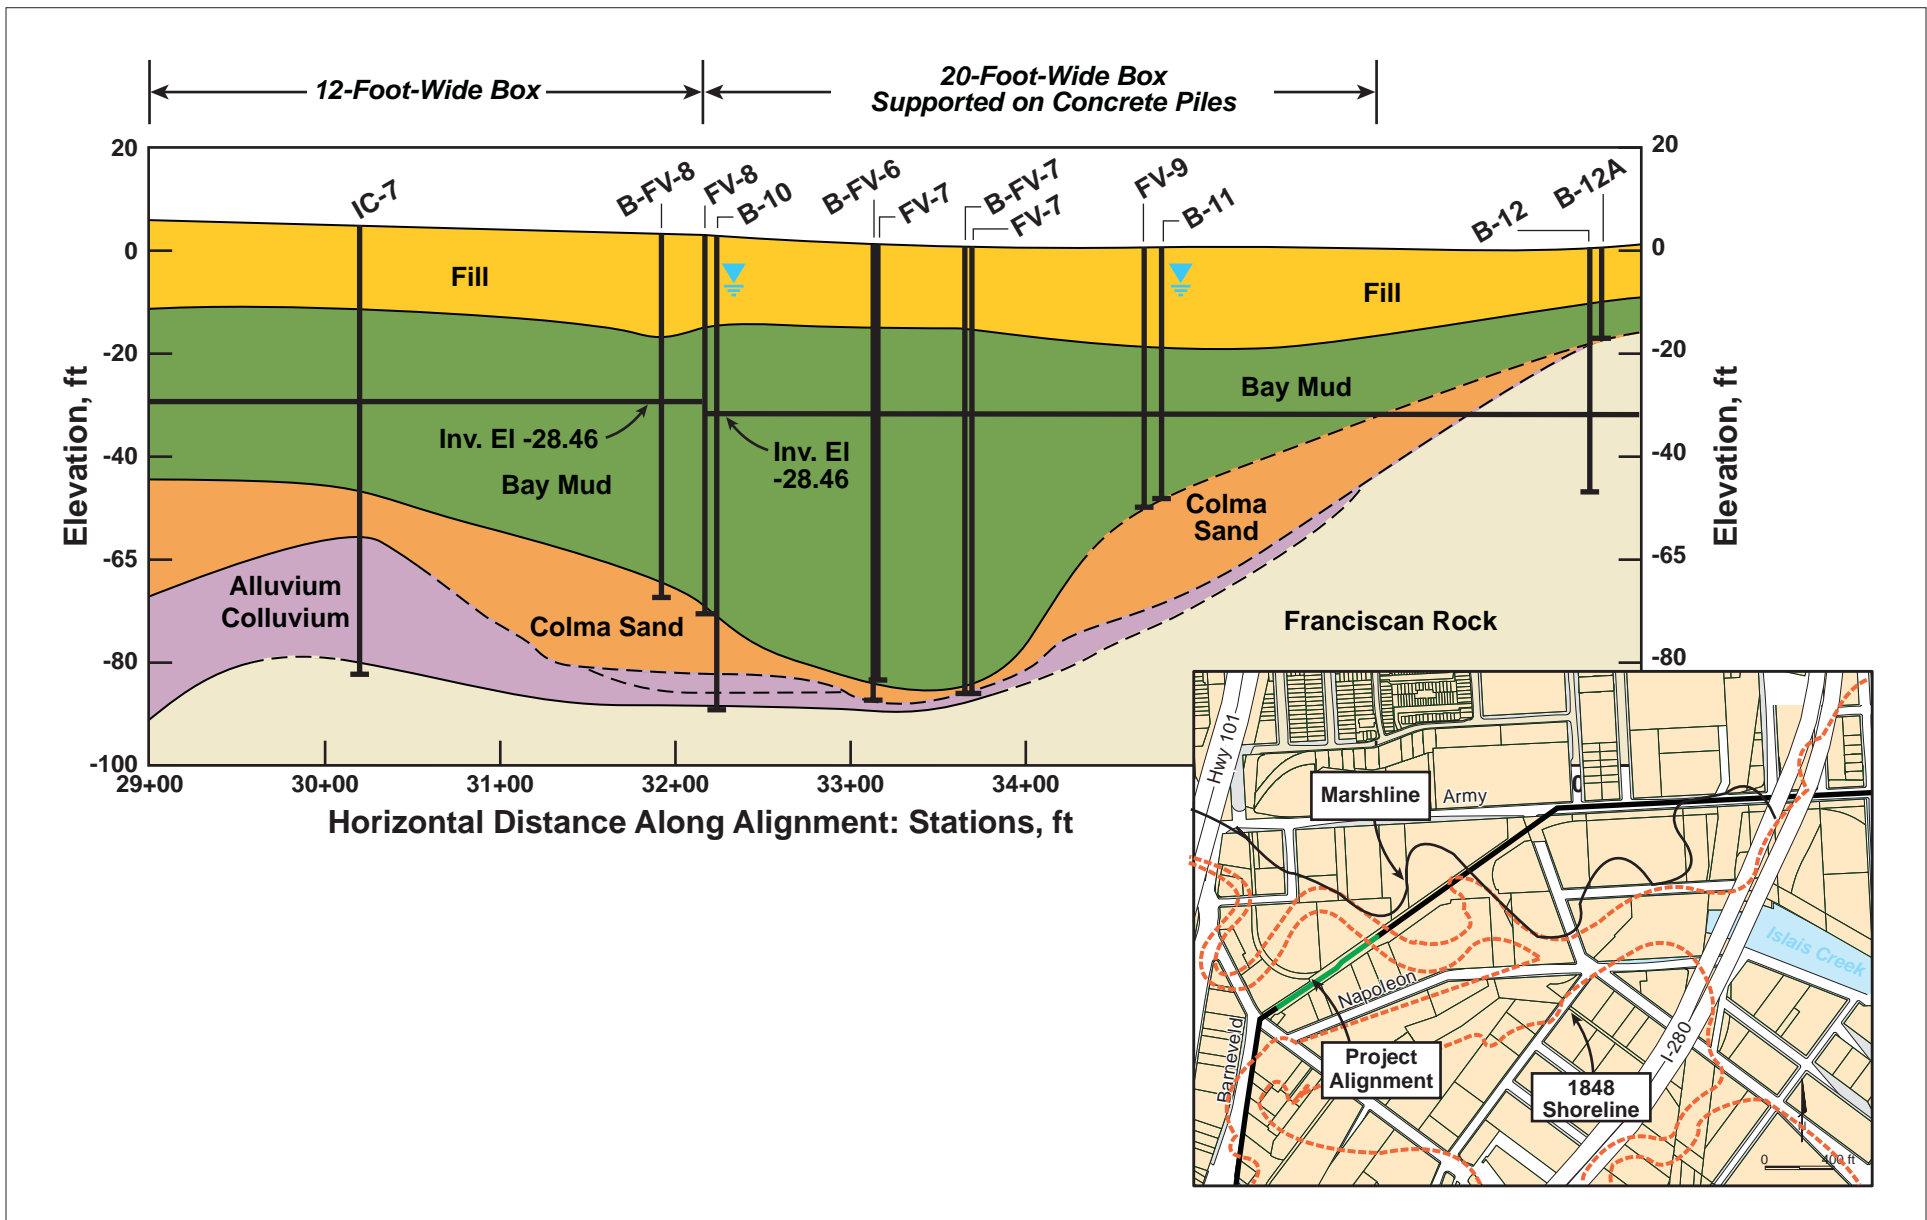 12-Foot-Wide Box
20-Foot-Wide Box
Supported on Concrete Piles
20
0
-20
-40
-65
-80
-100
20
0
-20
-40
-65
-80
Elevation, ft
Elevation, ft
IC-7
B-FV-8
FV-8
B-10
B-FV-6
FV-7
B-FV-7
FV-7
FV-9
B-11
B-12
B-12A
Fill
Fill
Bay Mud
Inv. El -28.46
Inv. El
-28.46
Bay Mud
Colma
Sand
Alluvium
Colluvium
Colma Sand
Franciscan Rock
29+00
30+00
31+00
32+00
33+00
34+00
Horizontal Distance Along Alignment: Stations, ft
Hwy 101
Marshline
Army
Islais Creek
Napoleon
Barneveld
Project
Alignment
1848
Shoreline
I-280
0
400 ft